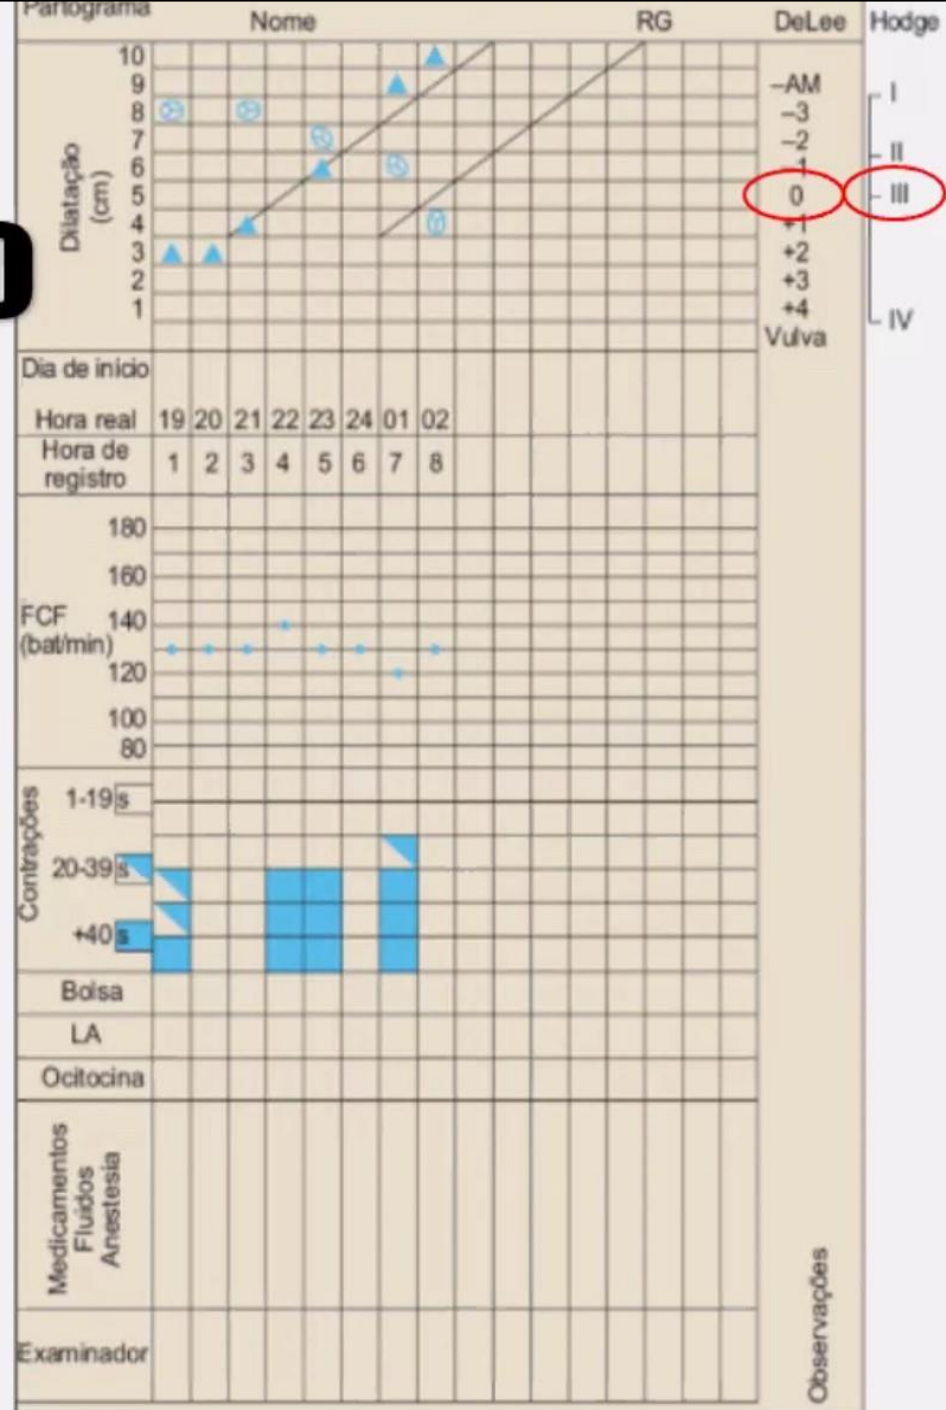 Partograma Nome RG DeLee Hodge
Dilatação
(cm)
10
9
8
7
6
5
4
3
2
1
–AM
–3
–2
1
0
+1
+2
+3
+4
Vulva
I
II
III
IV
Dia de início
Hora real 19 20 21 22 23 24 01 02
Hora de
registro 1 2 3 4 5 6 7 8
FCF
(bat/min)
180
160
140
120
100
80
Contrações
1-19 s
20-39 s
+40 s
Bolsa
LA
Ocitocina
Medicamentos
Fluidos
Anestesia
Examinador
Observações